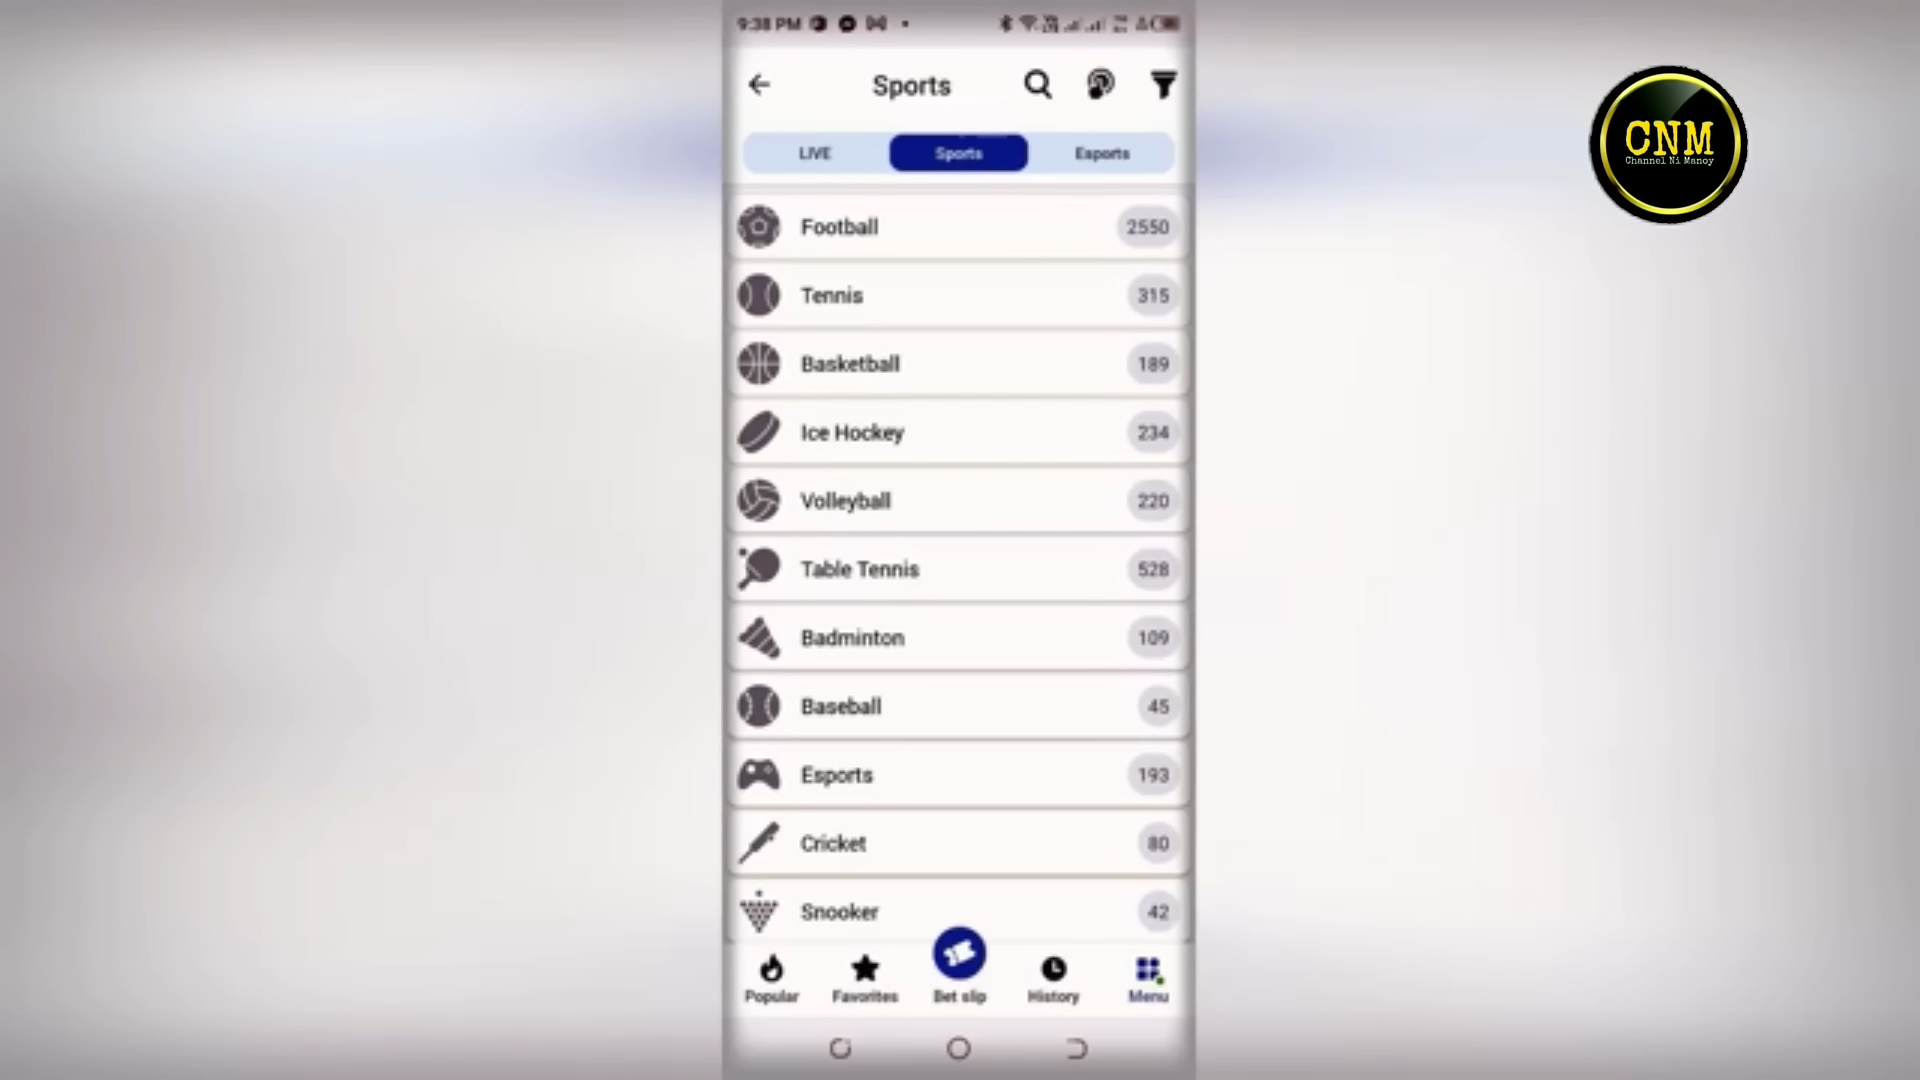 9:38 PM
Sports
LIVE
Sports
Esports
Football
2550
Tennis
315
Basketball
189
Ice Hockey
234
Volleyball
220
Table Tennis
528
Badminton
109
Baseball
45
Esports
193
Cricket
80
Snooker
42
Popular
Favorites
Bet slip
History
Menu
CNM
Channel Ni Manoy